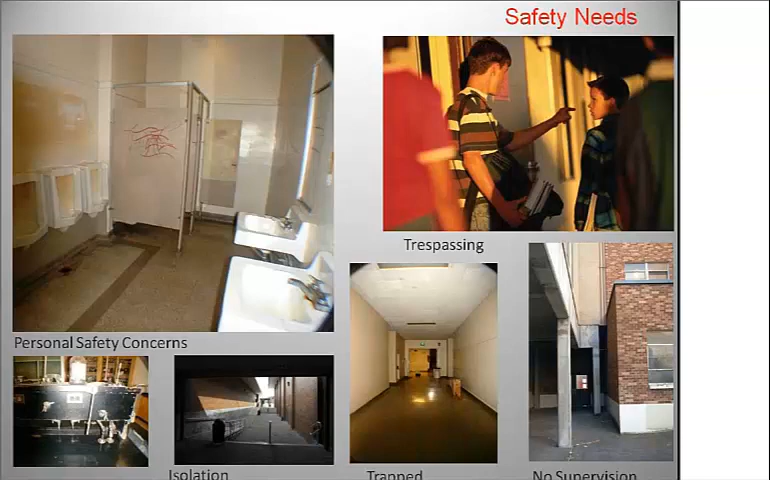 Safety Needs
Trespassing
Personal Safety Concerns
Isolation
Trapped
No Supervision